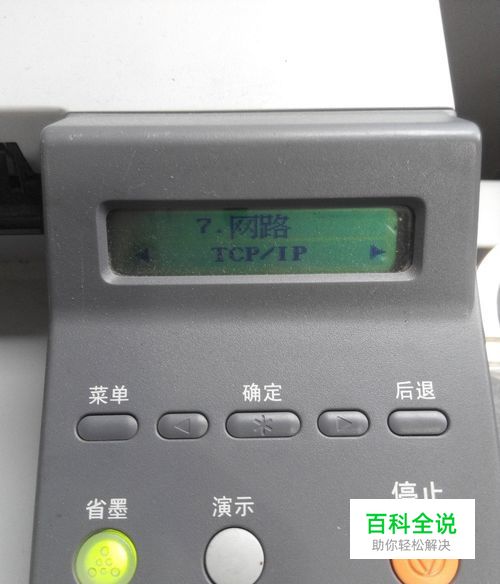 7.网路
TCP/IP
菜单
确定
后退
省墨
演示
停止
百科全说
助你轻松解决